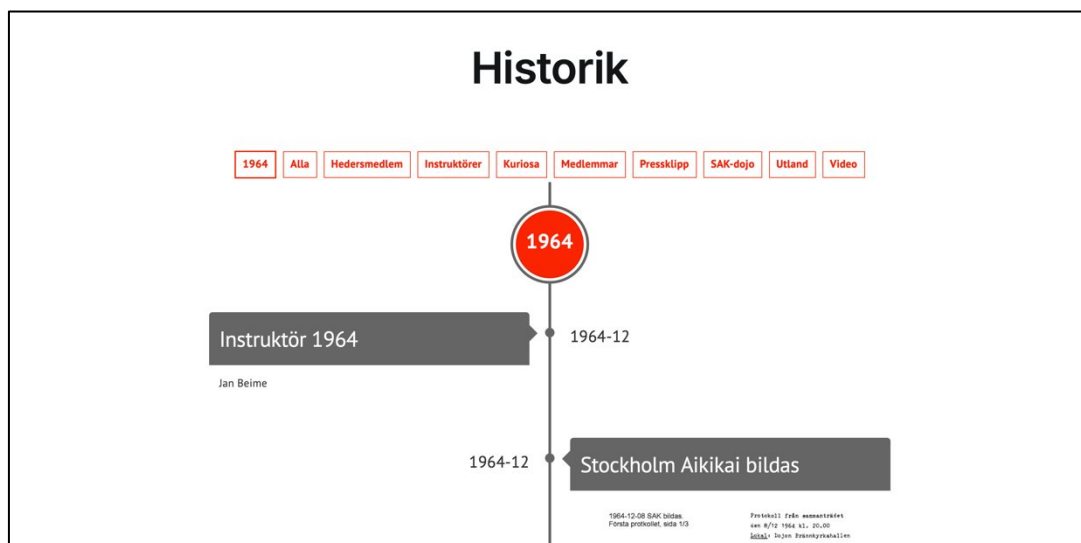 Historik
1964 Alla Hedersmedlem Instruktörer Kuriosa Medlemmar Pressklipp SAK-dojo Utland Video
1964
Instruktör 1964
1964-12
Jan Beime
1964-12
Stockholm Aikikai bildas
1964-12-08 SAK bildas.
Första protkollet, sida 1/3
Protokoll från sammanträdet
den 8/12 1964 kl. 20.00
Lokal: Dojon Brännkyrkahallen